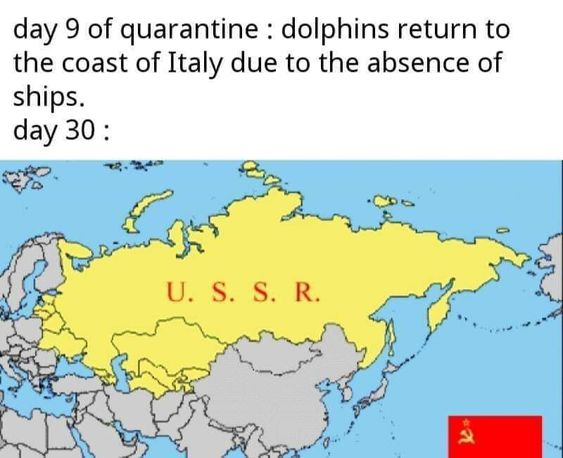 day 9 of quarantine : dolphins return to
the coast of Italy due to the absence of
ships.
day 30 :
U. S. S. R.